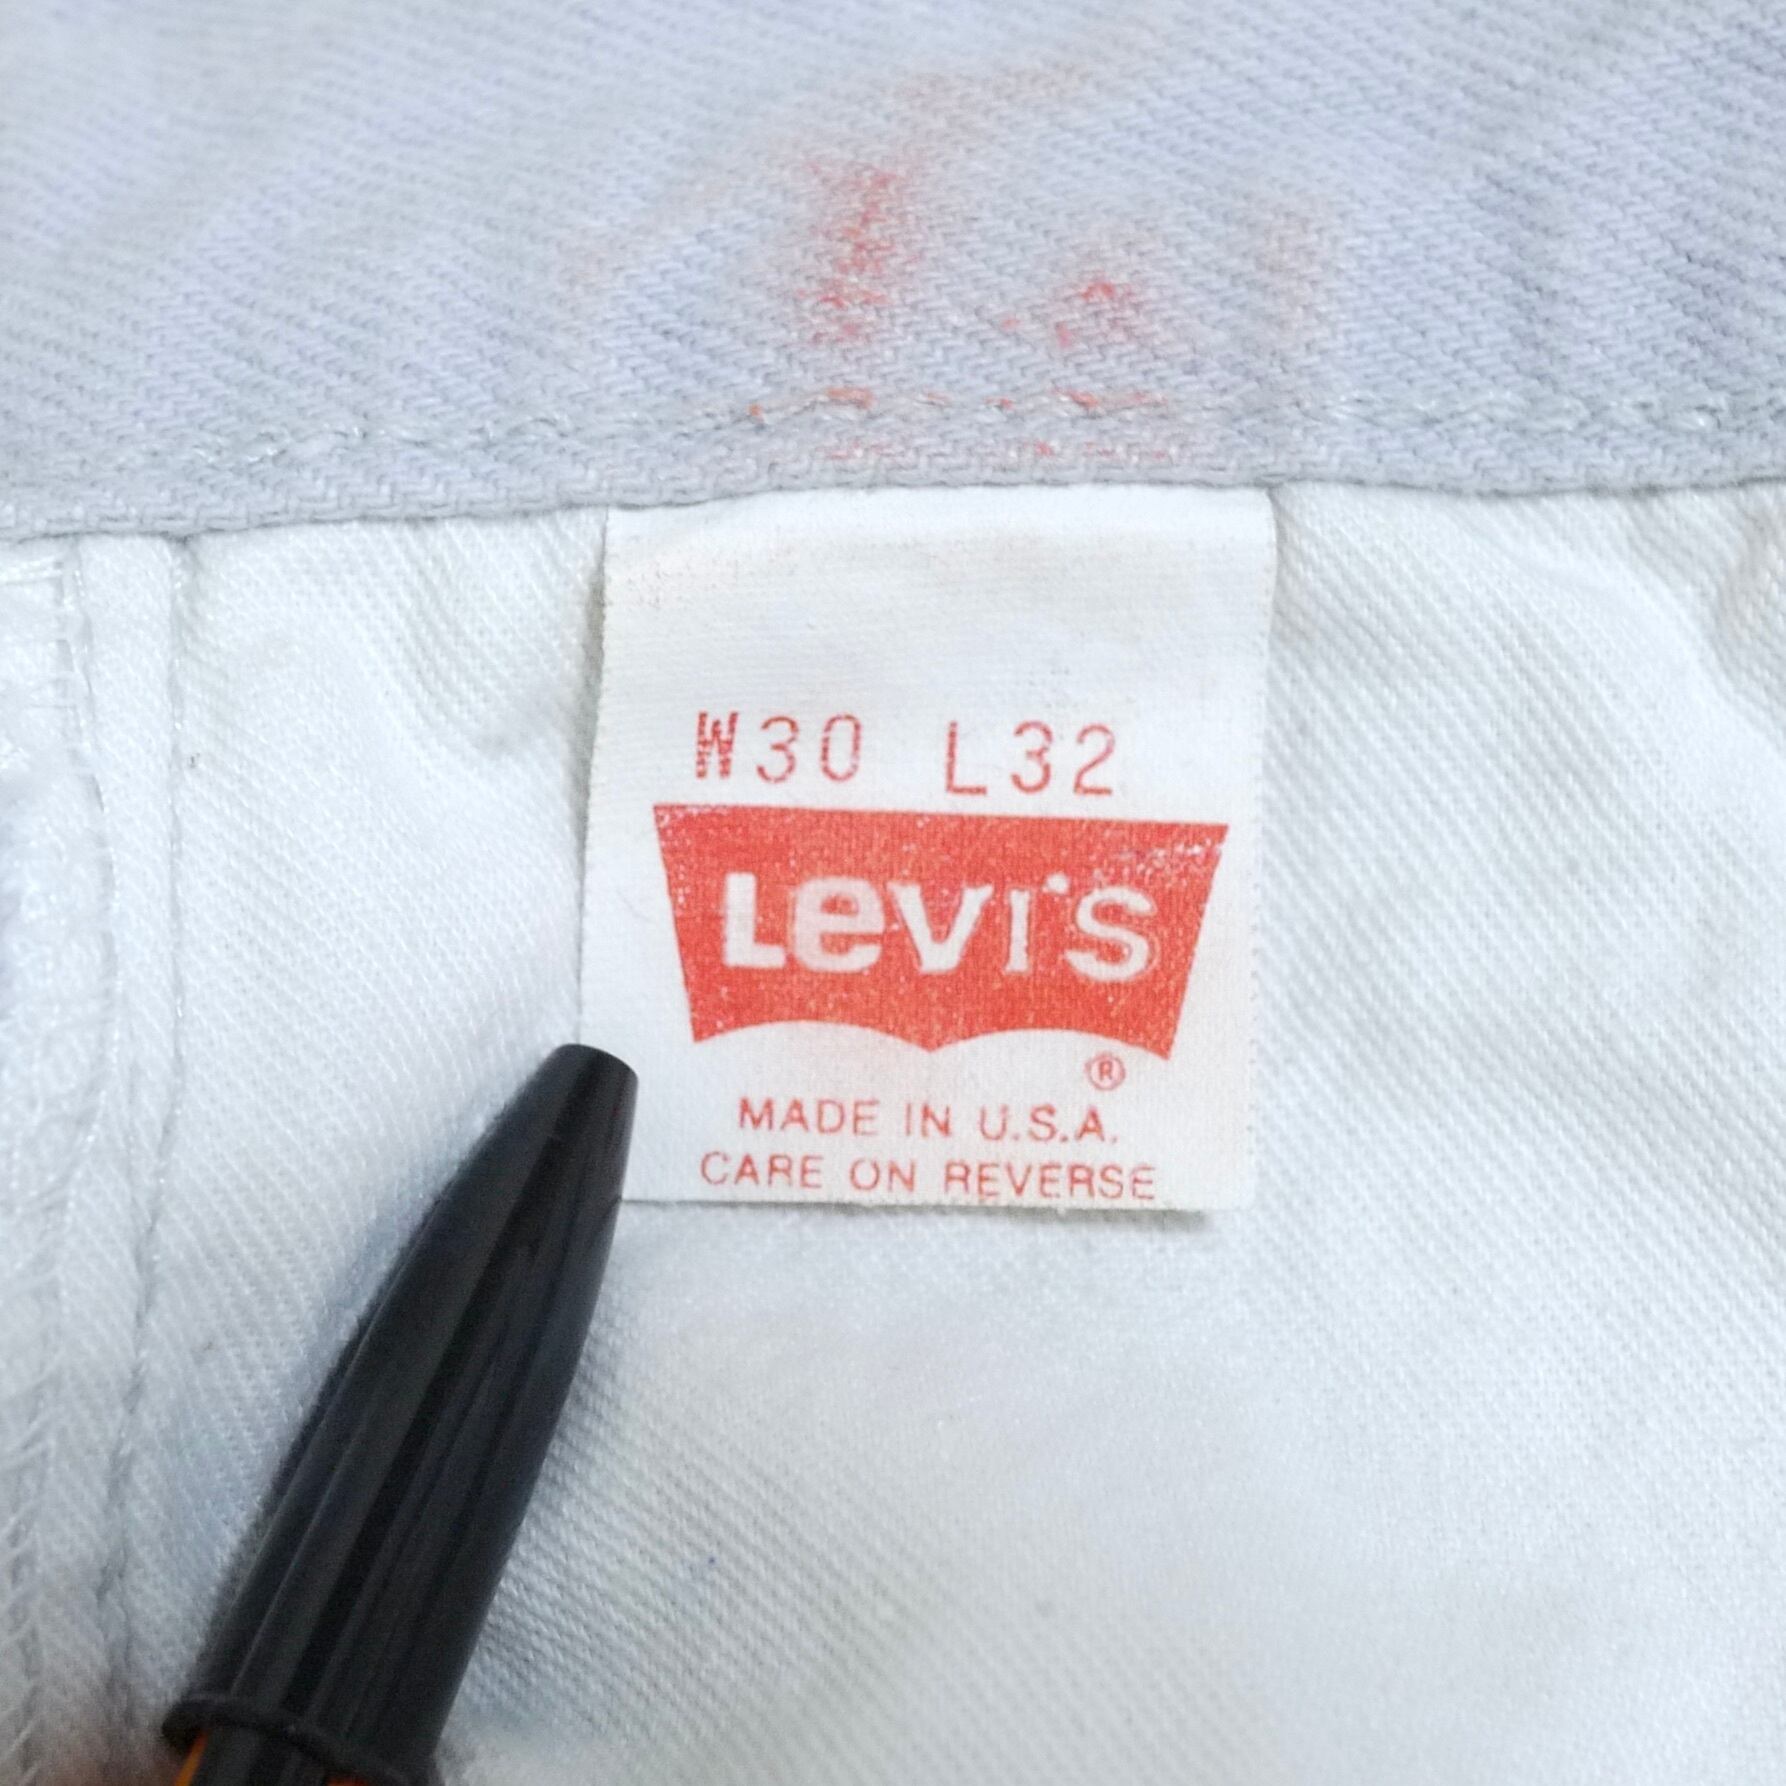 W30 L32
Levi's
®
MADE IN U.S.A.
CARE ON REVERSE